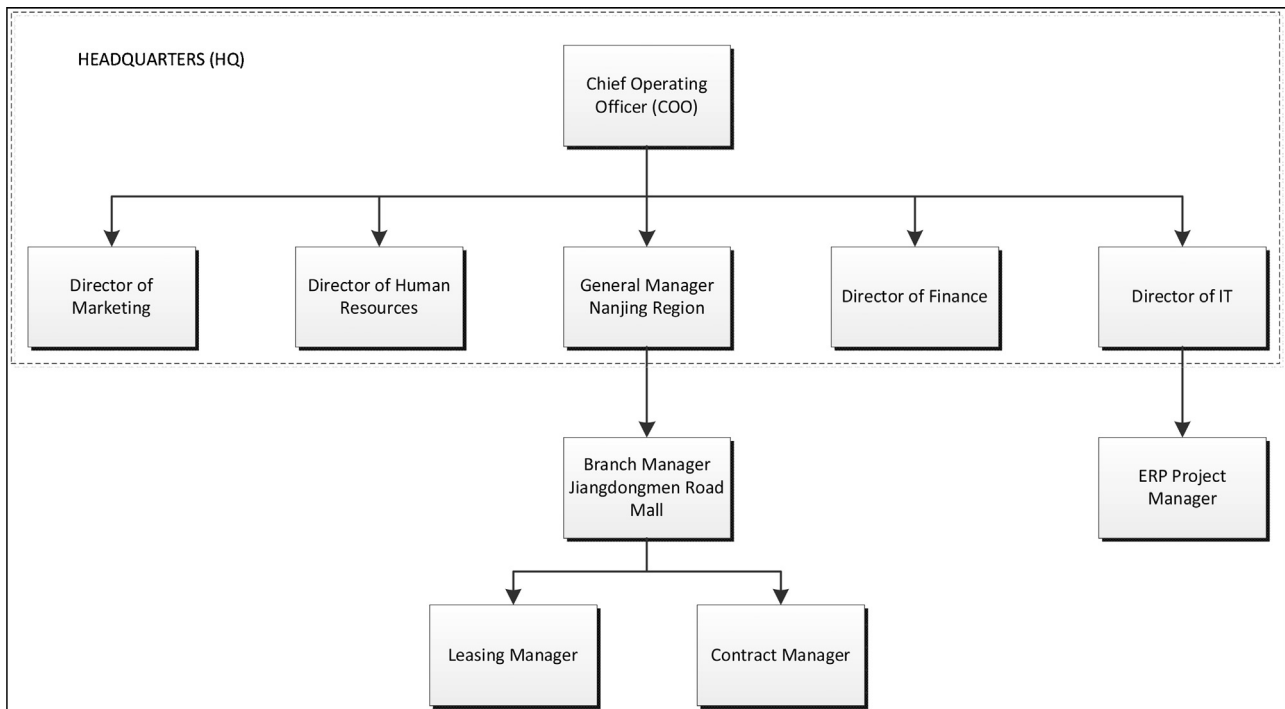 HEADQUARTERS (HQ)
Chief Operating
Officer (COO)
Director of
Marketing
Director of Human
Resources
General Manager
Nanjing Region
Director of Finance
Director of IT
Branch Manager
Jiangdongmen Road
Mall
ERP Project
Manager
Leasing Manager
Contract Manager